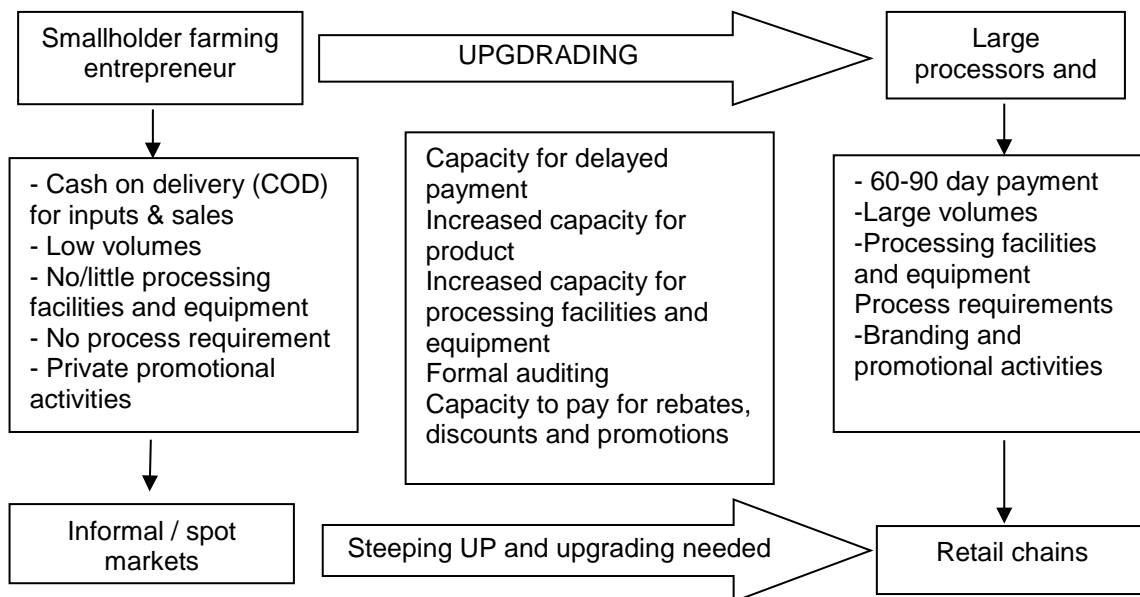 Smallholder farming
entrepreneur
UPGDRADING
Large
processors and
- Cash on delivery (COD)
for inputs & sales
- Low volumes
- No/little processing
facilities and equipment
- No process requirement
- Private promotional
activities
Capacity for delayed
payment
Increased capacity for
product
Increased capacity for
processing facilities and
equipment
Formal auditing
Capacity to pay for rebates,
discounts and promotions
- 60-90 day payment
-Large volumes
-Processing facilities
and equipment
Process requirements
-Branding and
promotional activities
Informal / spot
markets
Steeping UP and upgrading needed
Retail chains